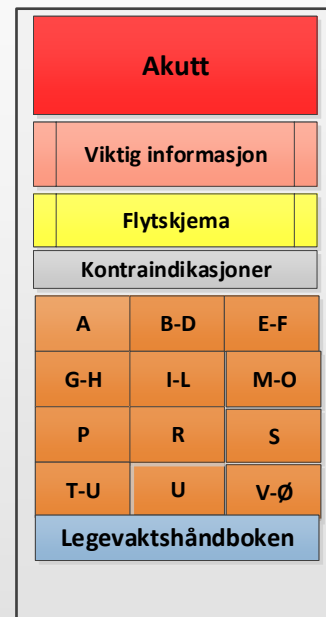 Akutt
Viktig informasjon
Flytskjema
Kontraindikasjoner
A B-D E-F
G-H I-L M-O
P R S
T-U U V-Ø
Legevaktshåndboken